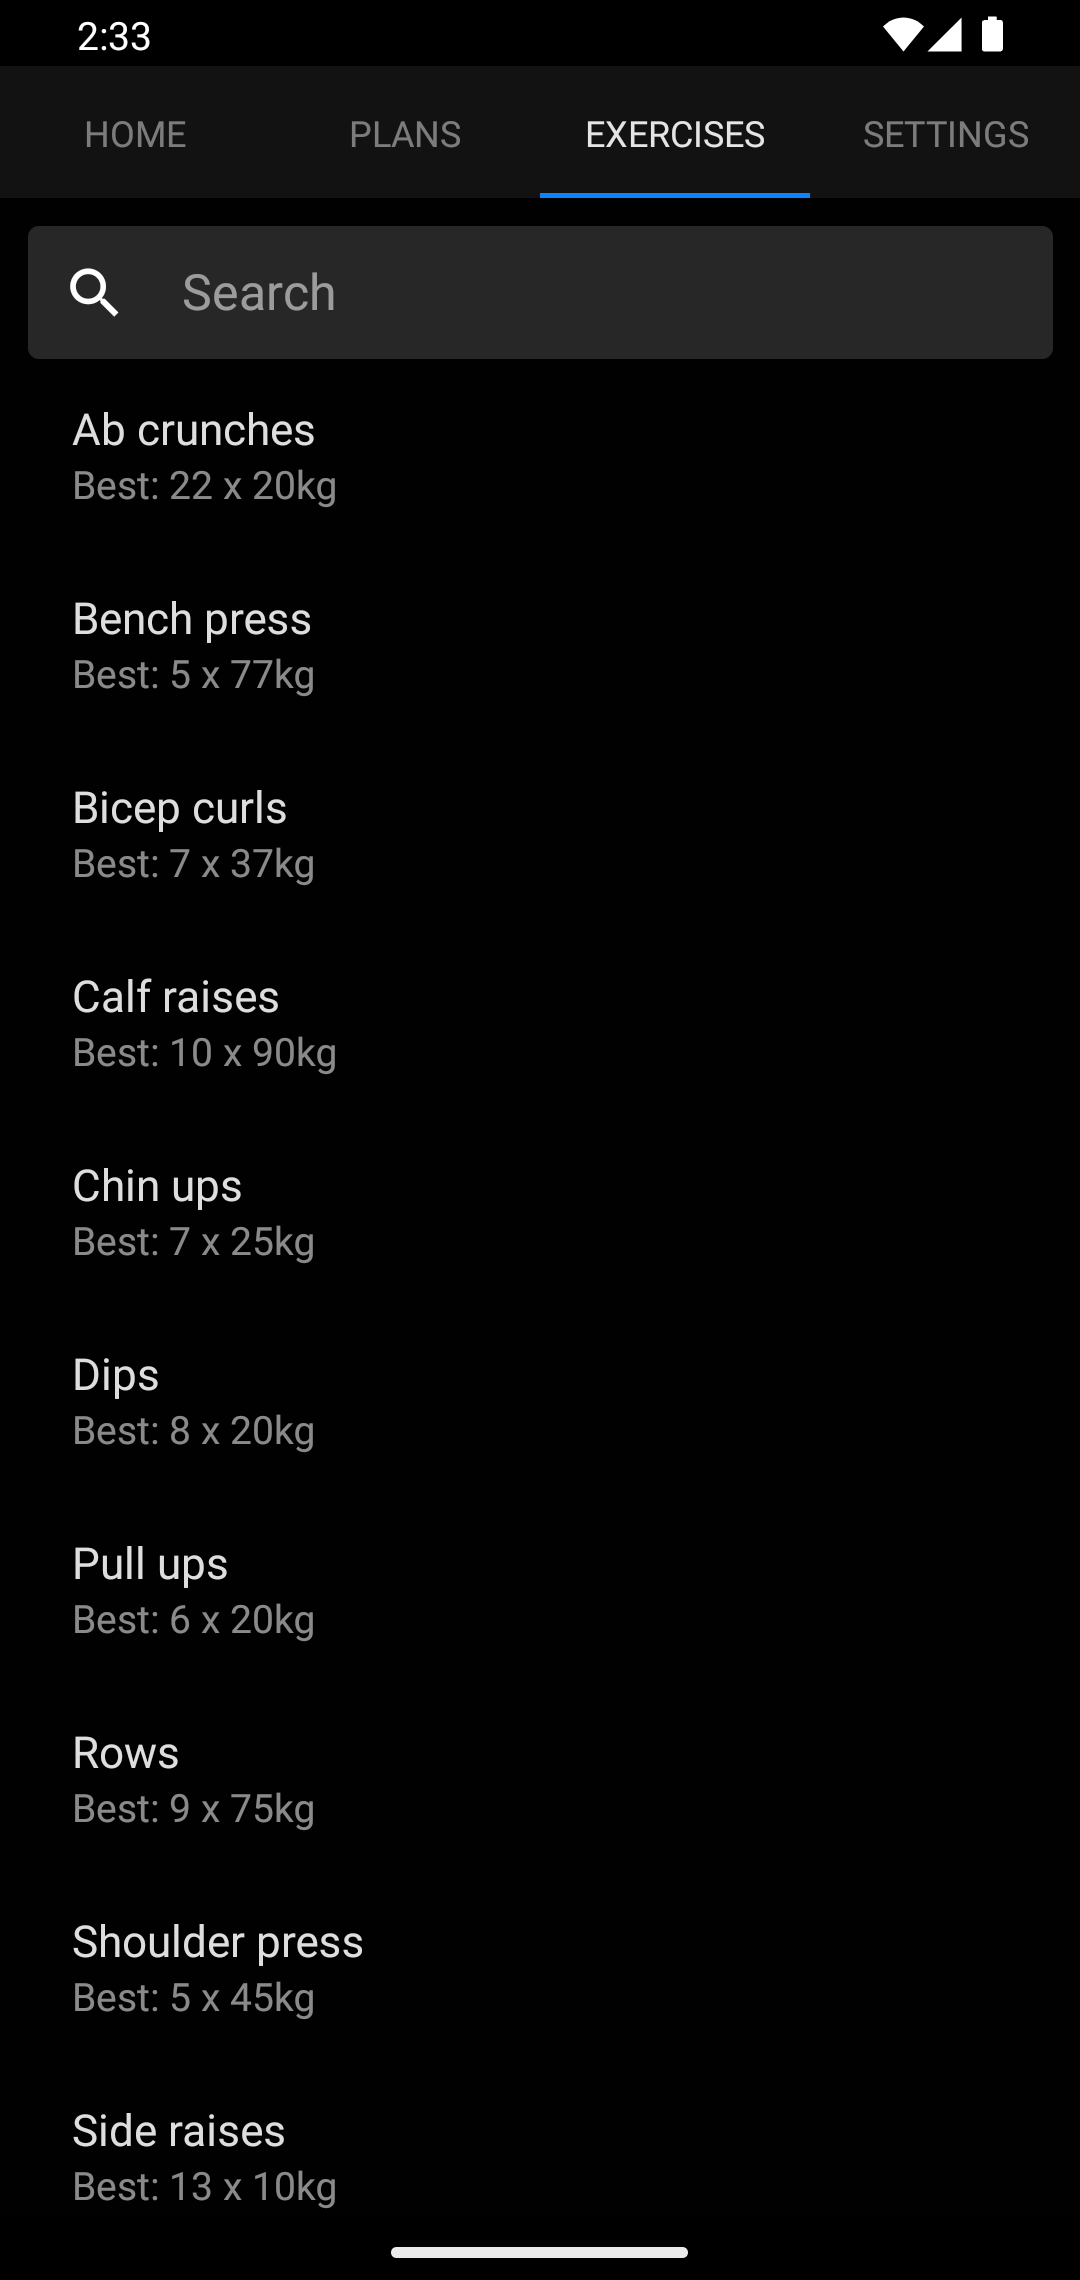 2:33
HOME PLANS EXERCISES SETTINGS
Search
Ab crunches
Best: 22 x 20kg
Bench press
Best: 5 x 77kg
Bicep curls
Best: 7 x 37kg
Calf raises
Best: 10 x 90kg
Chin ups
Best: 7 x 25kg
Dips
Best: 8 x 20kg
Pull ups
Best: 6 x 20kg
Rows
Best: 9 x 75kg
Shoulder press
Best: 5 x 45kg
Side raises
Best: 13 x 10kg